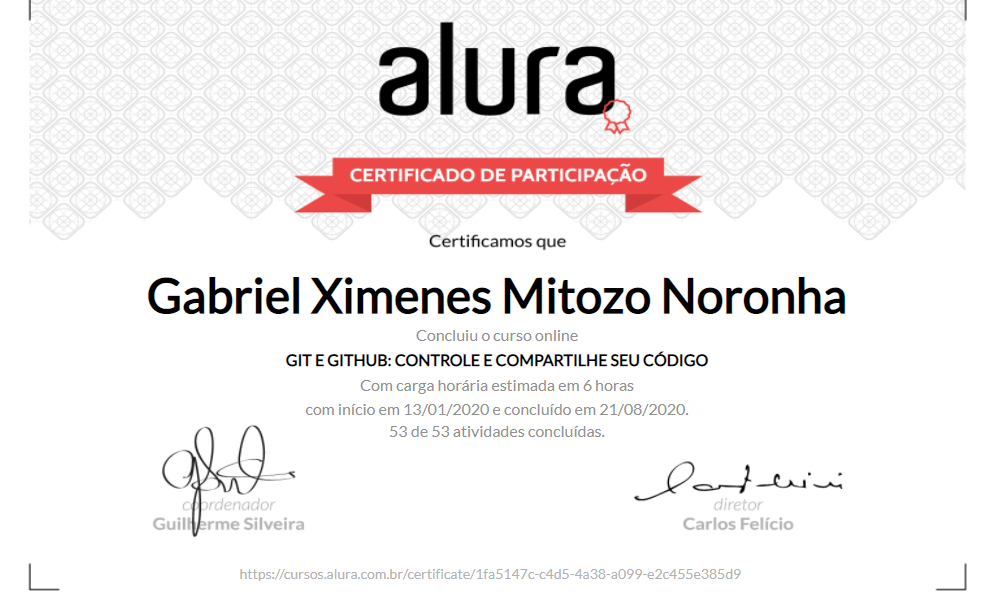 alura
CERTIFICADO DE PARTICIPAÇÃO
Certificamos que
Gabriel Ximenes Mitozo Noronha
Concluiu o curso online
GIT E GITHUB: CONTROLE E COMPARTILHE SEU CÓDIGO
Com carga horária estimada em 6 horas
com início em 13/01/2020 e concluído em 21/08/2020.
53 de 53 atividades concluídas.
coordenador
Guilherme Silveira
diretor
Carlos Felício
https://cursos.alura.com.br/certificate/1fa5147c-c4d5-4a38-a099-e2c455e385d9